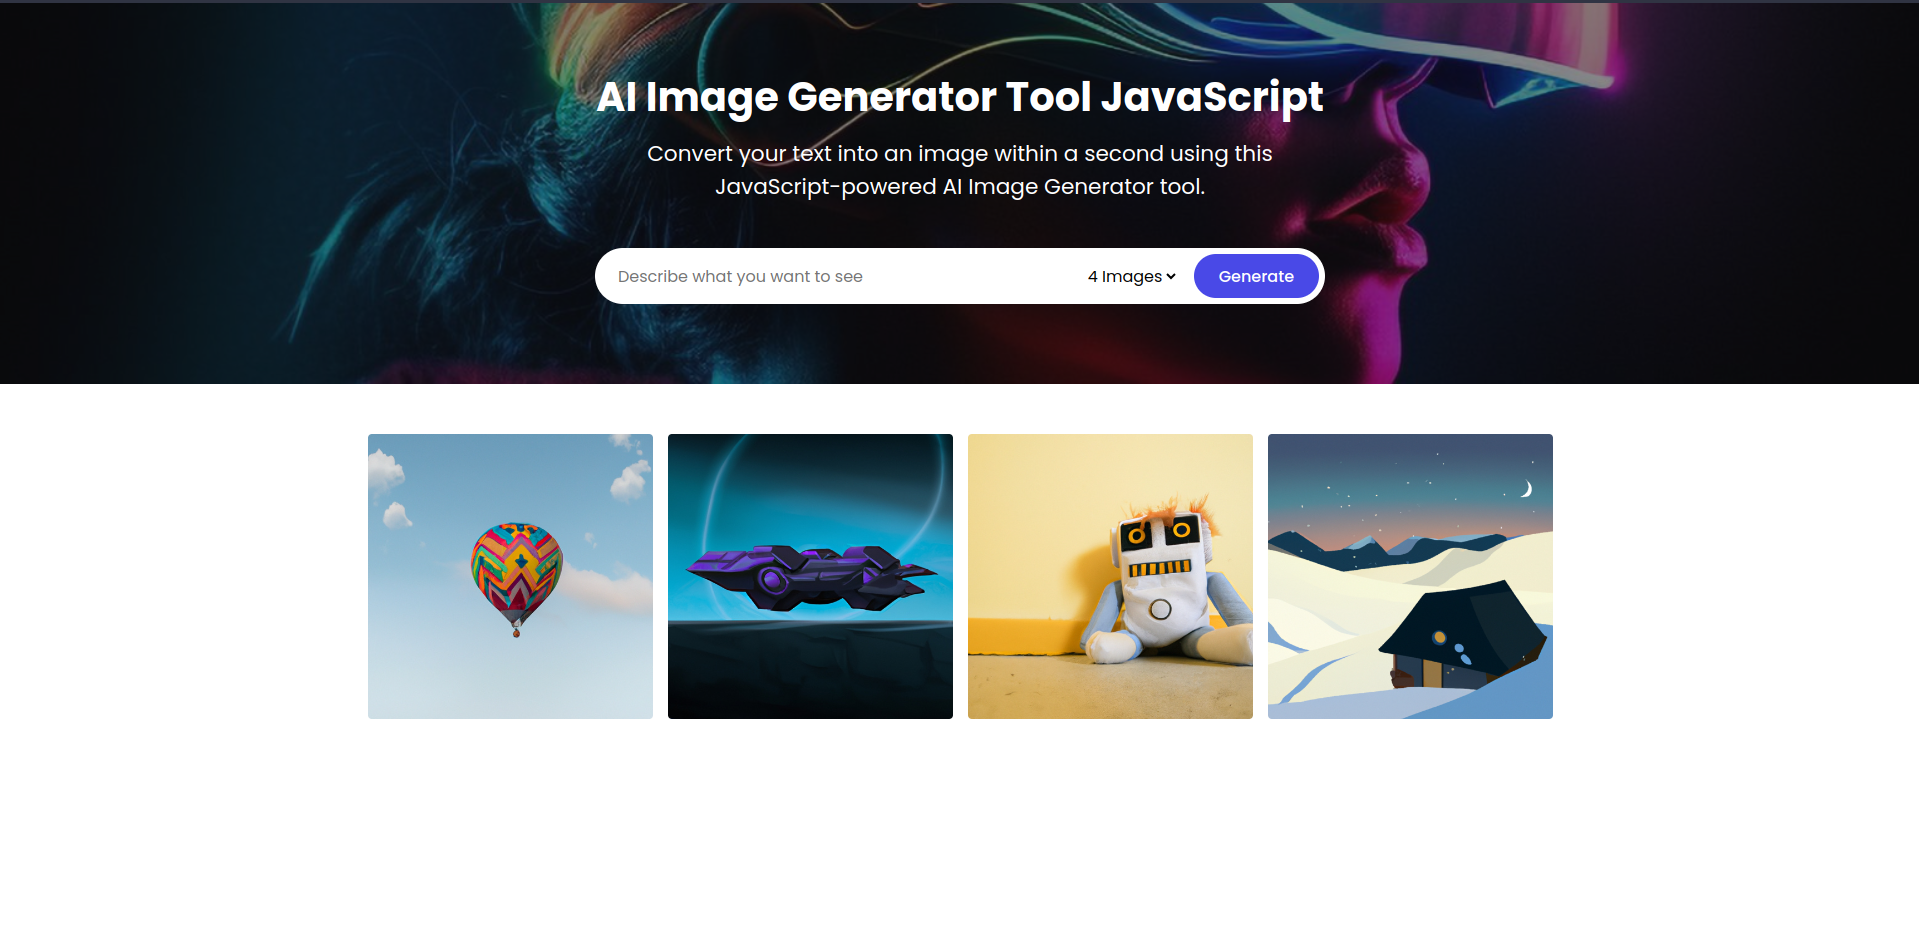 AI Image Generator Tool JavaScript
Convert your text into an image within a second using this
JavaScript-powered AI Image Generator tool.
Describe what you want to see 4 Images Generate